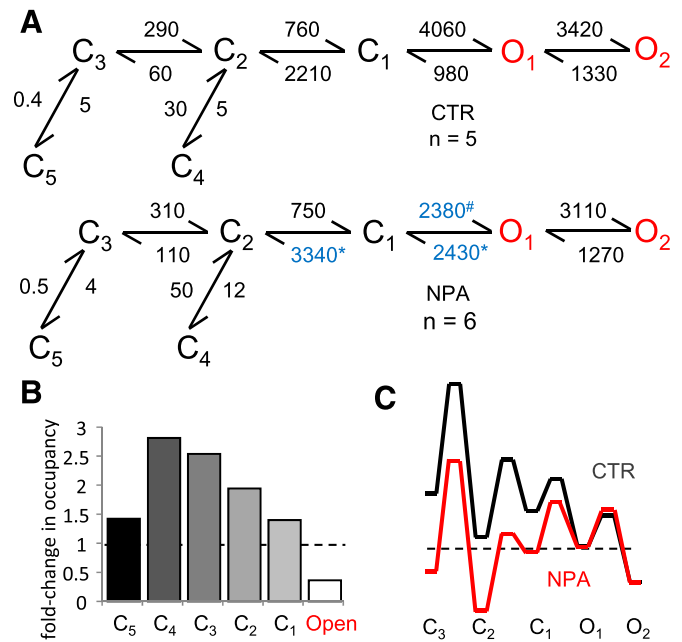 A
290 760 4060 3420
C₃ C₂ C₁ O₁ O₂
60 2210 980 1330
0.4 5 30 5 CTR
n = 5
C₅ C₄
310 750 2380# 3110
C₃ C₂ C₁ O₁ O₂
110 3340* 2430* 1270
0.5 4 50 12 NPA
n = 6
C₅ C₄
B
fold-change in occupancy
3
2.5
2
1.5
1
0.5
0
C₅ C₄ C₃ C₂ C₁ Open
C
CTR
NPA
C₃ C₂ C₁ O₁ O₂